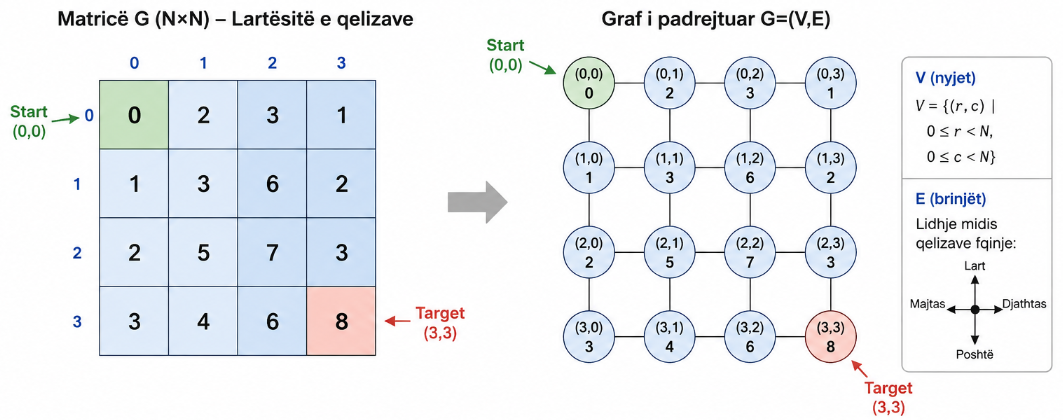 Matricë G (N×N) – Lartësitë e qelizave
0 1 2 3
Start
(0,0)
0 0 2 3 1
1 1 3 6 2
2 2 5 7 3
3 3 4 6 8
Target
(3,3)
Graf i padrejtuar G=(V,E)
Start
(0,0)
(0,0) (0,1) (0,2) (0,3)
0 2 3 1
(1,0) (1,1) (1,2) (1,3)
1 3 6 2
(2,0) (2,1) (2,2) (2,3)
2 5 7 3
(3,0) (3,1) (3,2) (3,3)
3 4 6 8
Target
(3,3)
V (nyjet)
V = {(r, c) |
0 ≤ r < N,
0 ≤ c < N}
E (brinjët)
Lidhje midis
qelizave fqinje:
Lart
Majtas Djathtas
Poshtë